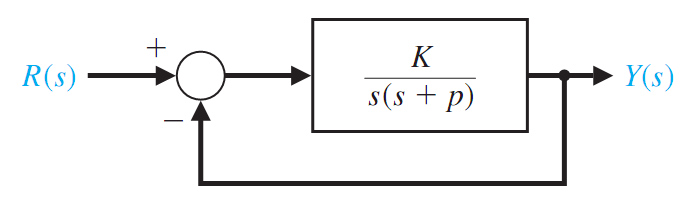 +
R(s)
K
s(s + p)
Y(s)
−